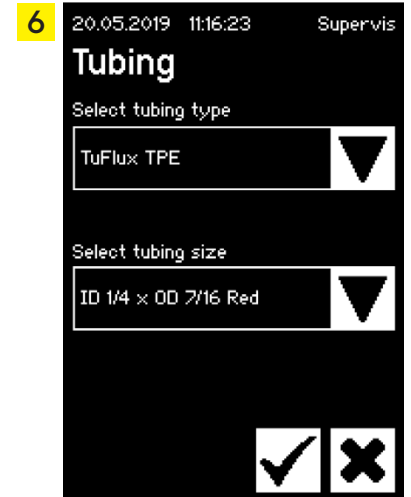 6
20.05.2019 11:16:23 Supervis
Tubing
Select tubing type
TuFlux TPE
Select tubing size
ID 1/4 x OD 7/16 Red